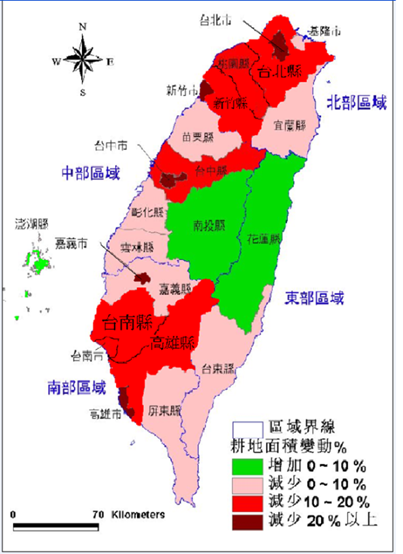 台北市
基隆市
N
W E
S
桃園縣
台北縣
新竹市
新竹縣
北部區域
宜蘭縣
苗栗縣
台中市
台中縣
中部區域
彰化縣
南投縣
花蓮縣
澎湖縣
嘉義市
雲林縣
嘉義縣
東部區域
台南縣
高雄縣
台南市
台東縣
南部區域
高雄市
屏東縣
區域界線
耕地面積變動%
增加 0~10 %
減少 0~10 %
減少 10~20 %
減少 20 % 以上
0 70 Kilometers